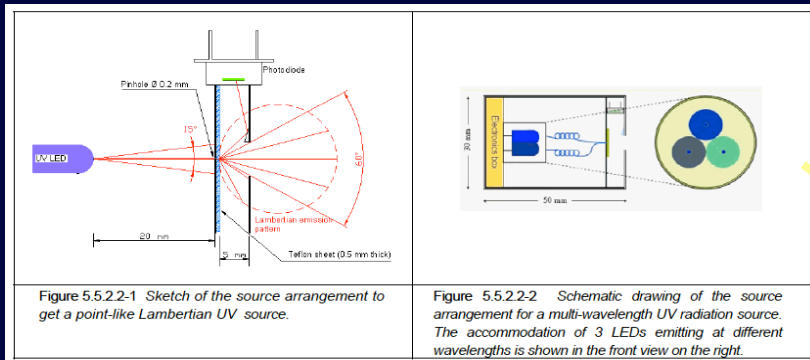 Photodiode
Pinhole Ø 0.2 mm
15°
UV LED
60°
Lambertian emission
pattern
20 mm
5 mm
Teflon sheet (0.5 mm thick)
Figure 5.5.2.2-1 Sketch of the source arrangement to
get a point-like Lambertian UV source.
Electronics box
30 mm
50 mm
Figure 5.5.2.2-2 Schematic drawing of the source
arrangement for a multi-wavelength UV radiation source.
The accommodation of 3 LEDs emitting at different
wavelengths is shown in the front view on the right.